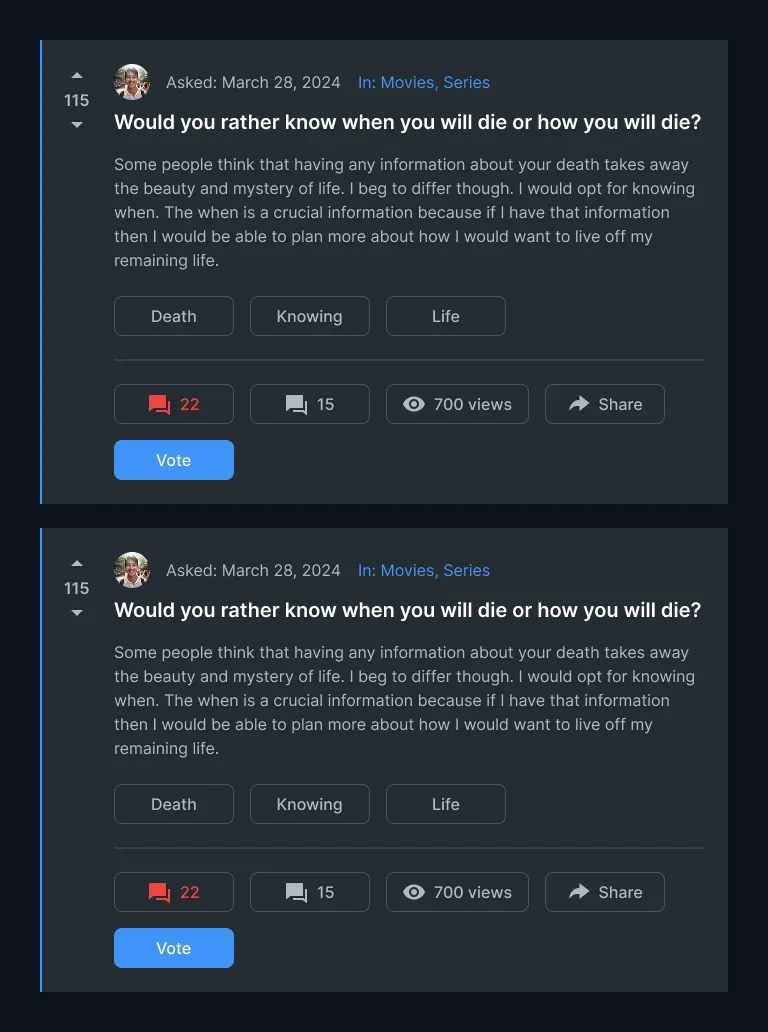 Asked: March 28, 2024 In: Movies, Series
115
Would you rather know when you will die or how you will die?
Some people think that having any information about your death takes away
the beauty and mystery of life. I beg to differ though. I would opt for knowing
when. The when is a crucial information because if I have that information
then I would be able to plan more about how I would want to live off my
remaining life.
Death Knowing Life
22 15 700 views Share
Vote
Asked: March 28, 2024 In: Movies, Series
115
Would you rather know when you will die or how you will die?
Some people think that having any information about your death takes away
the beauty and mystery of life. I beg to differ though. I would opt for knowing
when. The when is a crucial information because if I have that information
then I would be able to plan more about how I would want to live off my
remaining life.
Death Knowing Life
22 15 700 views Share
Vote